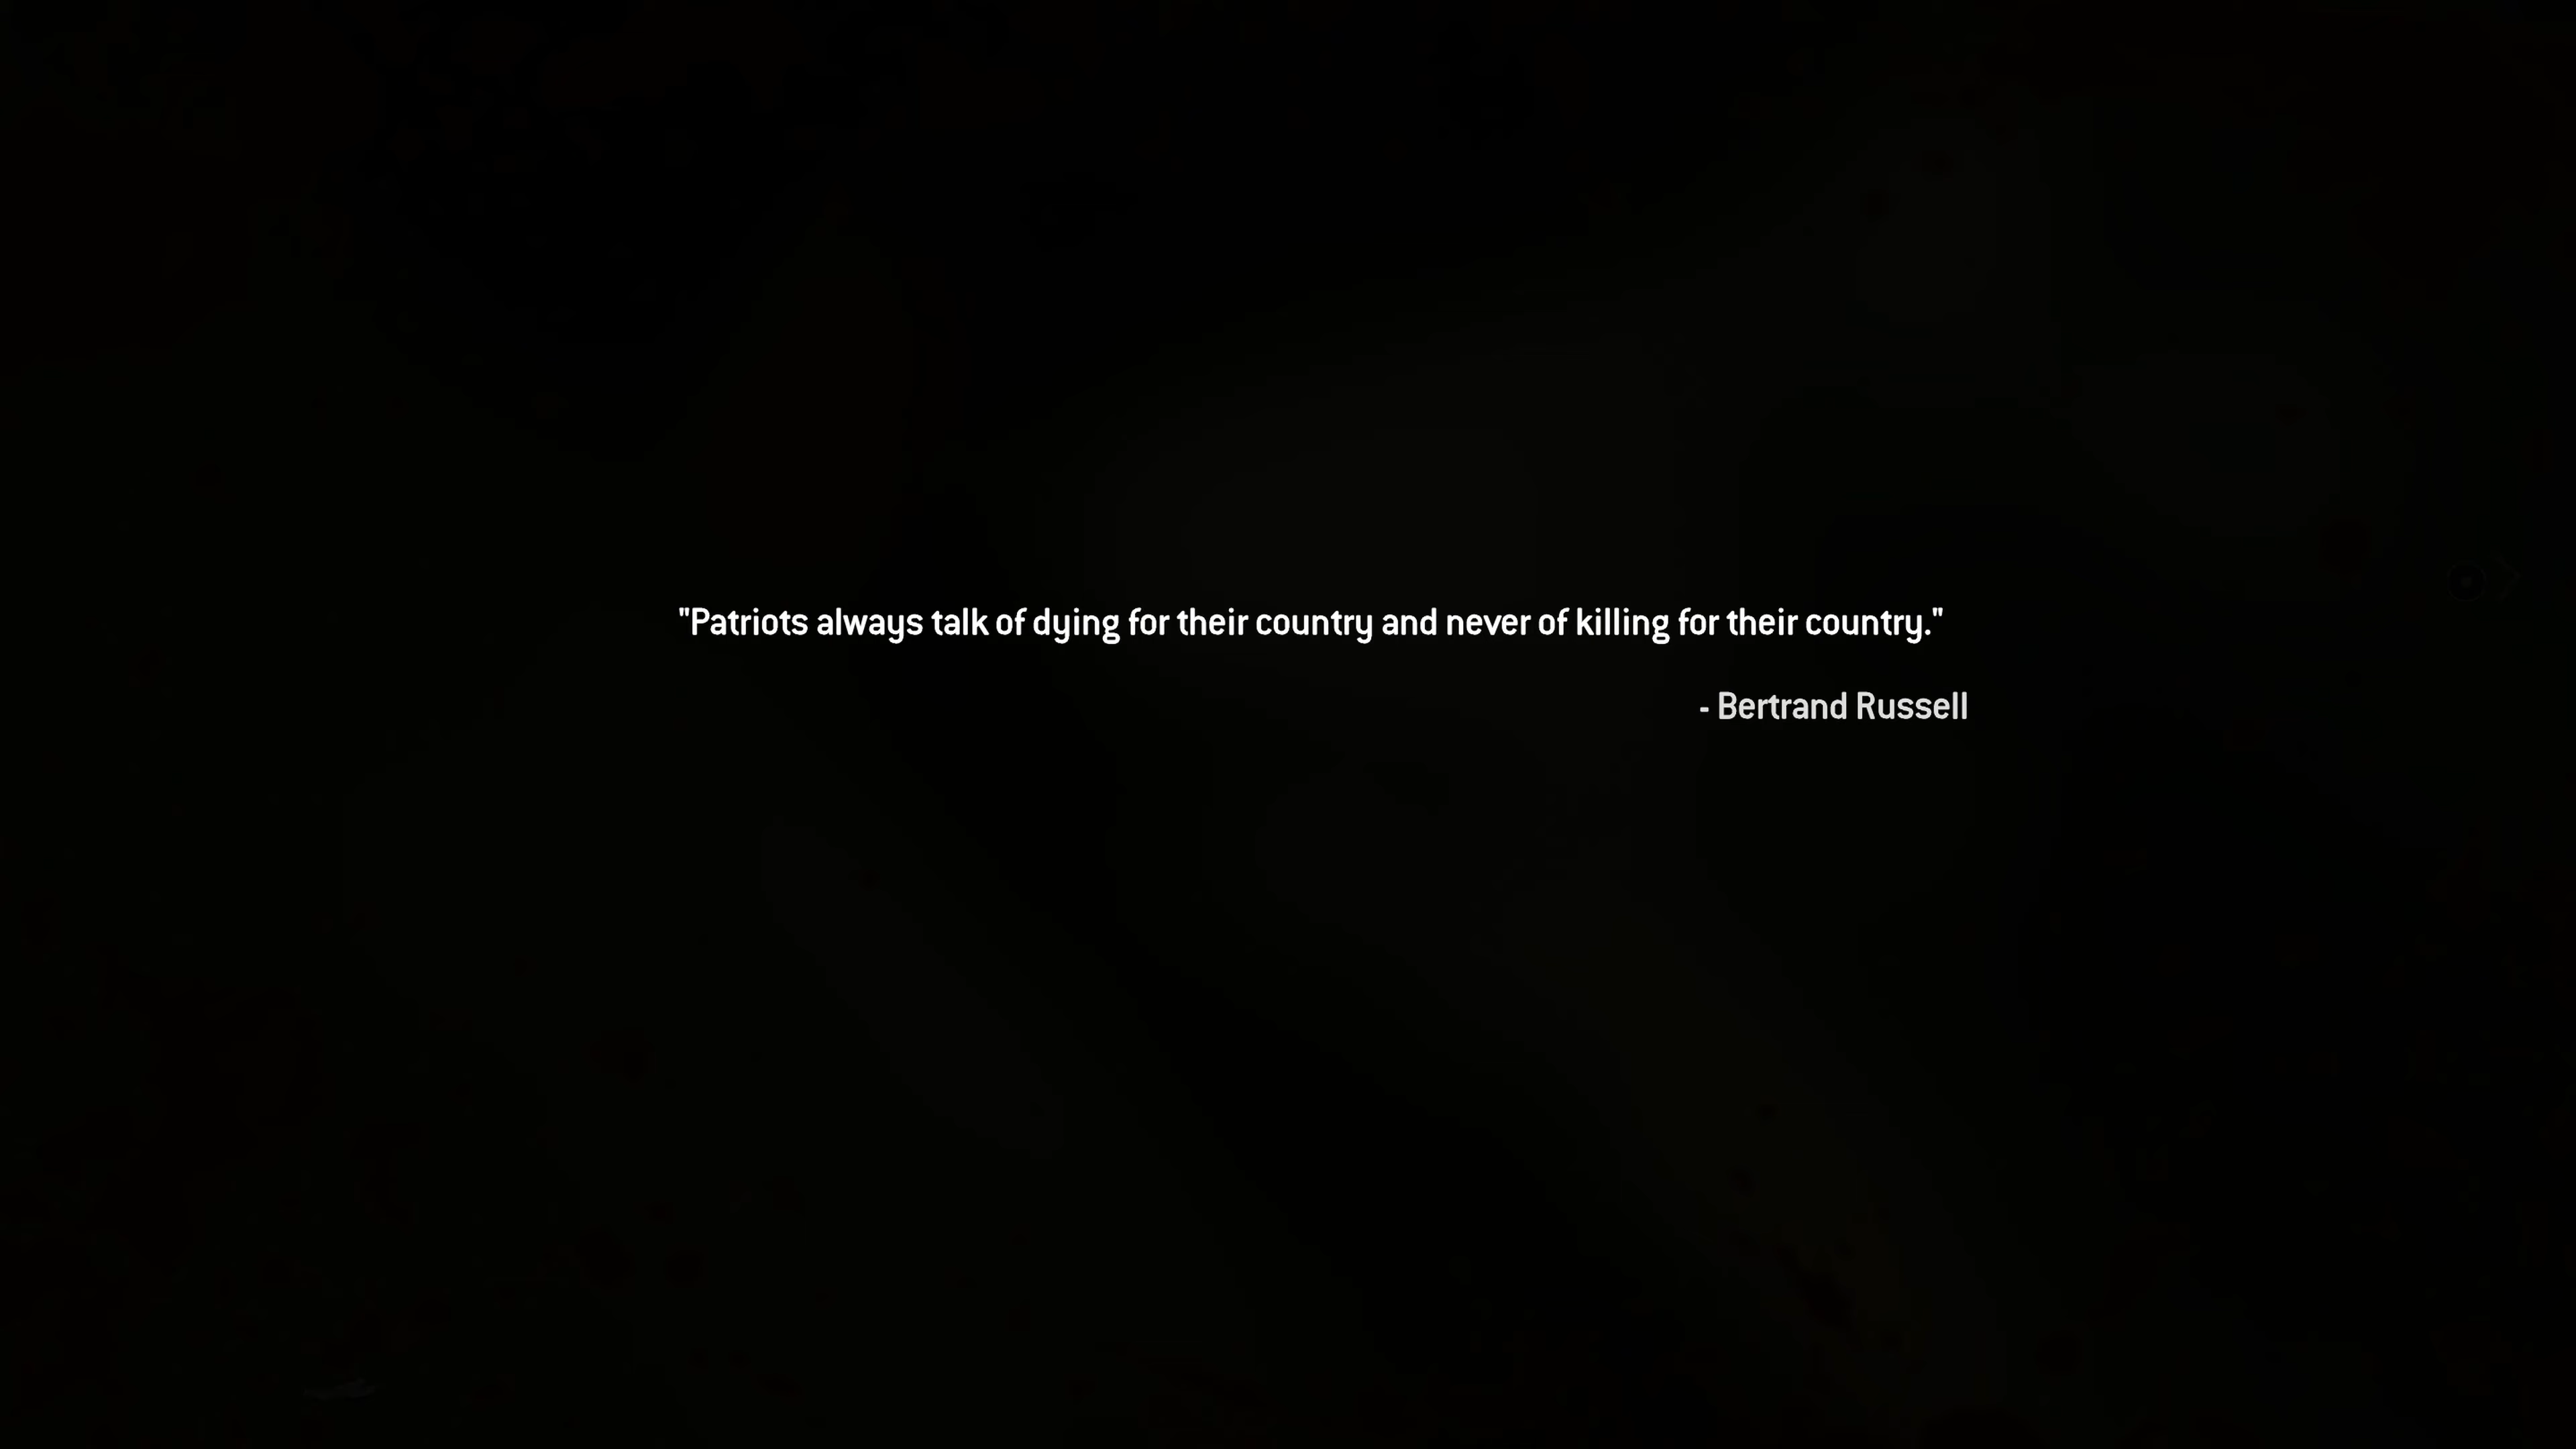 "Patriots always talk of dying for their country and never of killing for their country."
- Bertrand Russell